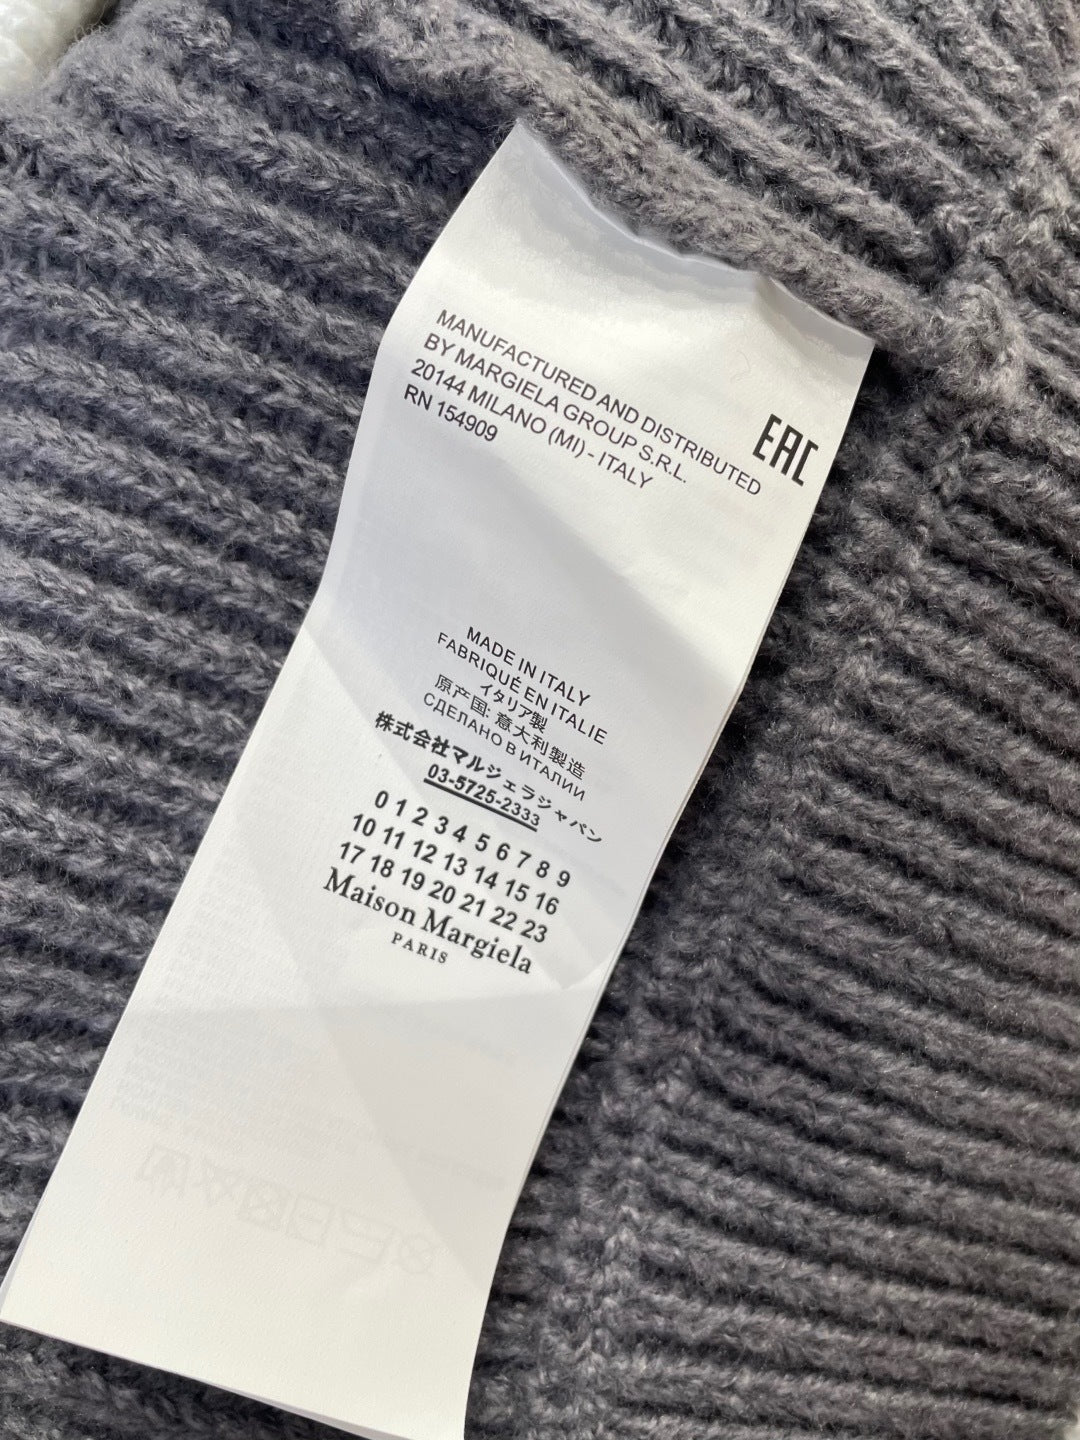 MANUFACTURED AND DISTRIBUTED
BY MARGIELA GROUP S.R.L.
20144 MILANO (MI) - ITALY
RN 154909
EAC
MADE IN ITALY
FABRIQUÉ EN ITALIE
イタリア製
原产国: 意大利製造
СДЕЛАНО В ИТАЛИИ
株式会社マルジェラジャパン
03-5725-2333
0 1 2 3 4 5 6 7 8 9
10 11 12 13 14 15 16
17 18 19 20 21 22 23
Maison Margiela
PARIS